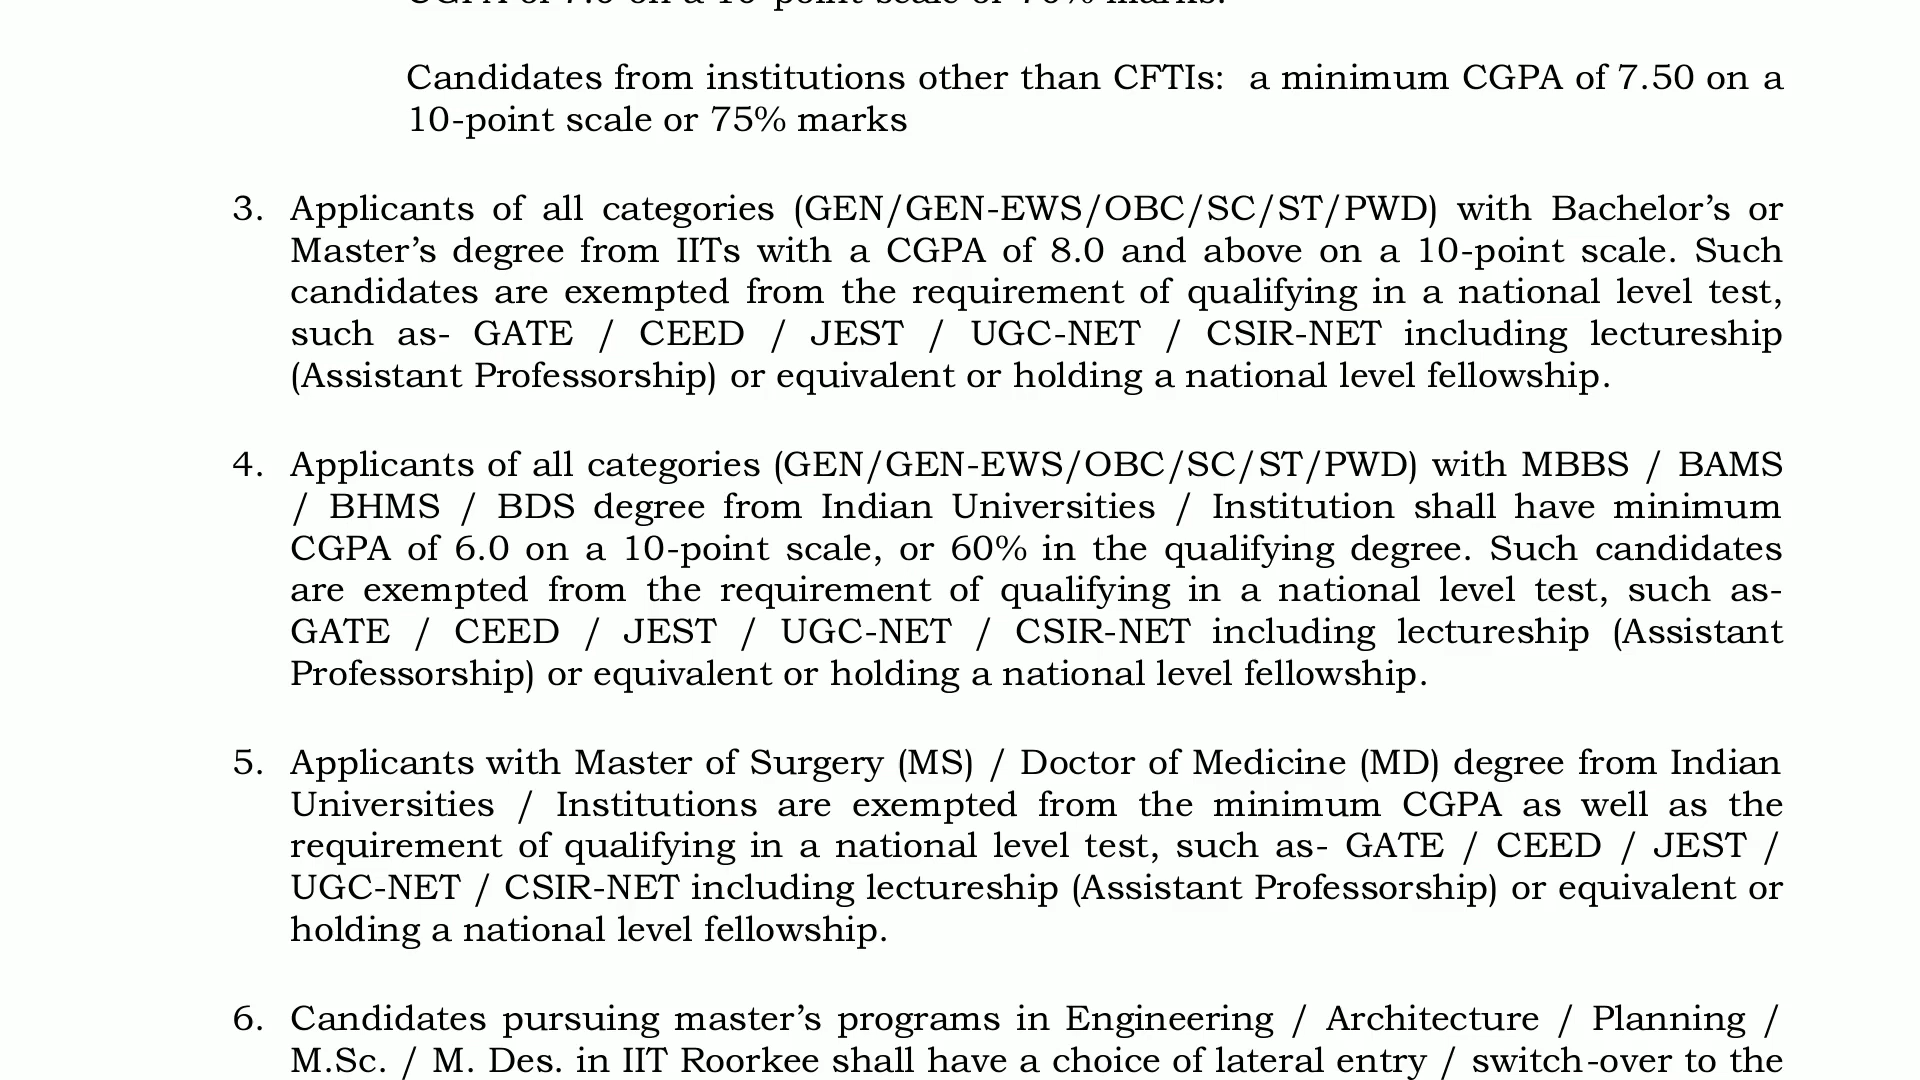 CGPA of 7.0 on a 10-point scale or 70% marks.
Candidates from institutions other than CFTIs: a minimum CGPA of 7.50 on a
10-point scale or 75% marks
3. Applicants of all categories (GEN/GEN-EWS/OBC/SC/ST/PWD) with Bachelor’s or
Master’s degree from IITs with a CGPA of 8.0 and above on a 10-point scale. Such
candidates are exempted from the requirement of qualifying in a national level test,
such as- GATE / CEED / JEST / UGC-NET / CSIR-NET including lectureship
(Assistant Professorship) or equivalent or holding a national level fellowship.
4. Applicants of all categories (GEN/GEN-EWS/OBC/SC/ST/PWD) with MBBS / BAMS
/ BHMS / BDS degree from Indian Universities / Institution shall have minimum
CGPA of 6.0 on a 10-point scale, or 60% in the qualifying degree. Such candidates
are exempted from the requirement of qualifying in a national level test, such as-
GATE / CEED / JEST / UGC-NET / CSIR-NET including lectureship (Assistant
Professorship) or equivalent or holding a national level fellowship.
5. Applicants with Master of Surgery (MS) / Doctor of Medicine (MD) degree from Indian
Universities / Institutions are exempted from the minimum CGPA as well as the
requirement of qualifying in a national level test, such as- GATE / CEED / JEST /
UGC-NET / CSIR-NET including lectureship (Assistant Professorship) or equivalent or
holding a national level fellowship.
6. Candidates pursuing master’s programs in Engineering / Architecture / Planning /
M.Sc. / M. Des. in IIT Roorkee shall have a choice of lateral entry / switch-over to the